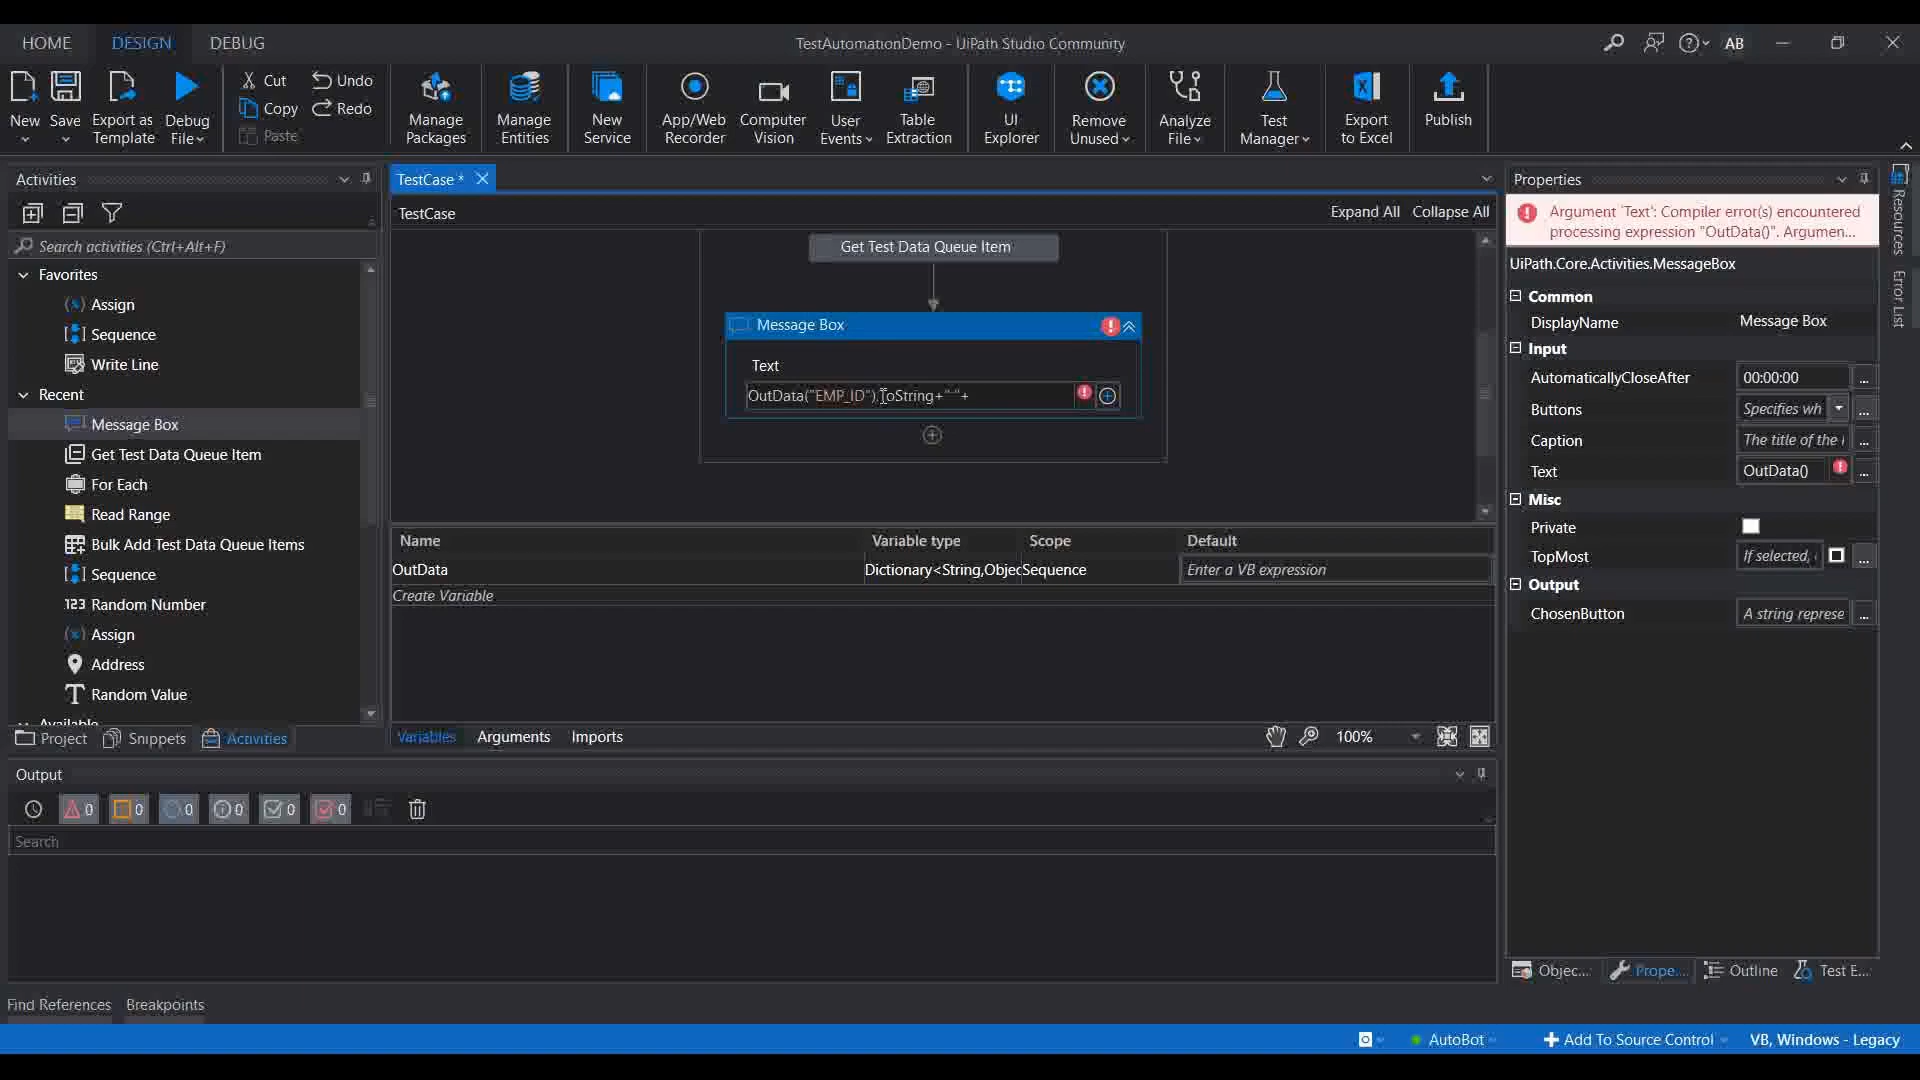 HOME
DESIGN
DEBUG
TestAutomationDemo - UiPath Studio Community
AB
New
Save
Export as Template
Debug File
Cut
Copy
Paste
Undo
Redo
Manage Packages
Manage Entities
New Service
App/Web Recorder
Computer Vision
User Events
Table Extraction
UI Explorer
Remove Unused
Analyze File
Test Manager
Export to Excel
Publish
Activities
Search activities (Ctrl+Alt+F)
Favorites
Assign
Sequence
Write Line
Recent
Message Box
Get Test Data Queue Item
For Each
Read Range
Bulk Add Test Data Queue Items
Sequence
123 Random Number
Assign
Address
Random Value
Available
Project
Snippets
Activities
TestCase *
TestCase
Expand All
Collapse All
Get Test Data Queue Item
Message Box
Text
OutData("EMP_ID").ToString+" "+
Name
Variable type
Scope
Default
OutData
Dictionary<String,Objec
Sequence
Enter a VB expression
Create Variable
Variables
Arguments
Imports
100%
Properties
Argument 'Text': Compiler error(s) encountered
processing expression "OutData()". Argumen...
UiPath.Core.Activities.MessageBox
Common
DisplayName
Message Box
Input
AutomaticallyCloseAfter
00:00:00
...
Buttons
Specifies wh
...
Caption
The title of the
...
Text
OutData()
...
Misc
Private
TopMost
If selected,
...
Output
ChosenButton
A string represe
...
Resources
Error List
Objec...
Prope...
Outline
Test E...
Output
0
0
0
0
0
0
Search
Find References
Breakpoints
AutoBot
Add To Source Control
VB, Windows - Legacy